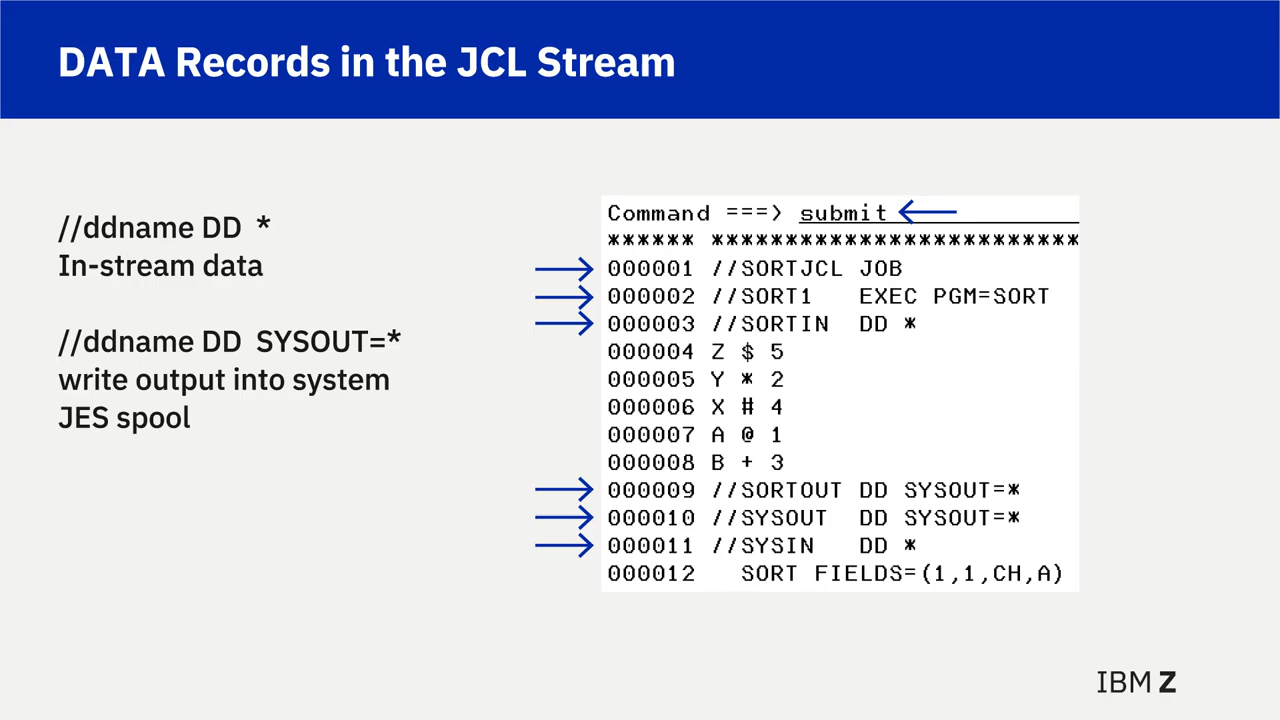 DATA Records in the JCL Stream
//ddname DD  *
In-stream data
//ddname DD  SYSOUT=*
write output into system
JES spool
Command ===> submit
****** *************************
000001 //SORTJCL JOB
000002 //SORT1   EXEC PGM=SORT
000003 //SORTIN  DD *
000004 Z $ 5
000005 Y * 2
000006 X # 4
000007 A @ 1
000008 B + 3
000009 //SORTOUT DD SYSOUT=*
000010 //SYSOUT  DD SYSOUT=*
000011 //SYSIN   DD *
000012   SORT FIELDS=(1,1,CH,A)
IBM Z